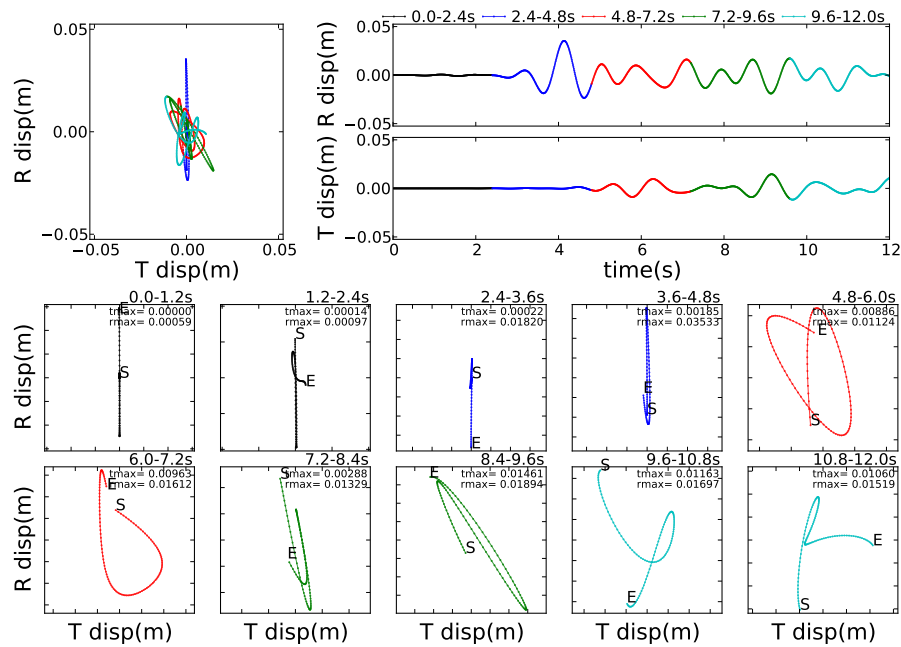 0.0-2.4s 2.4-4.8s 4.8-7.2s 7.2-9.6s 9.6-12.0s
0.05
0.00
−0.05
R disp(m)
−0.05 0.00 0.05
T disp(m)
0.05
0.00
−0.05
R disp(m)
0.05
0.00
−0.05
T disp(m)
0 2 4 6 8 10 12
time(s)
0.0-1.2s
tmax= 0.00000
rmax= 0.00059
E
S
1.2-2.4s
tmax= 0.00014
rmax= 0.00097
S
E
2.4-3.6s
tmax= 0.00022
rmax= 0.01820
S
E
3.6-4.8s
tmax= 0.00185
rmax= 0.03533
E
S
4.8-6.0s
tmax= 0.00886
rmax= 0.01124
E
S
R disp(m)
6.0-7.2s
tmax= 0.00963
rmax= 0.01612
E
S
7.2-8.4s
tmax= 0.00288
rmax= 0.01329
S
E
8.4-9.6s
tmax= 0.01461
rmax= 0.01894
E
S
9.6-10.8s
tmax= 0.01163
rmax= 0.01697
S
E
10.8-12.0s
tmax= 0.01060
rmax= 0.01519
E
S
R disp(m)
T disp(m) T disp(m) T disp(m) T disp(m) T disp(m)